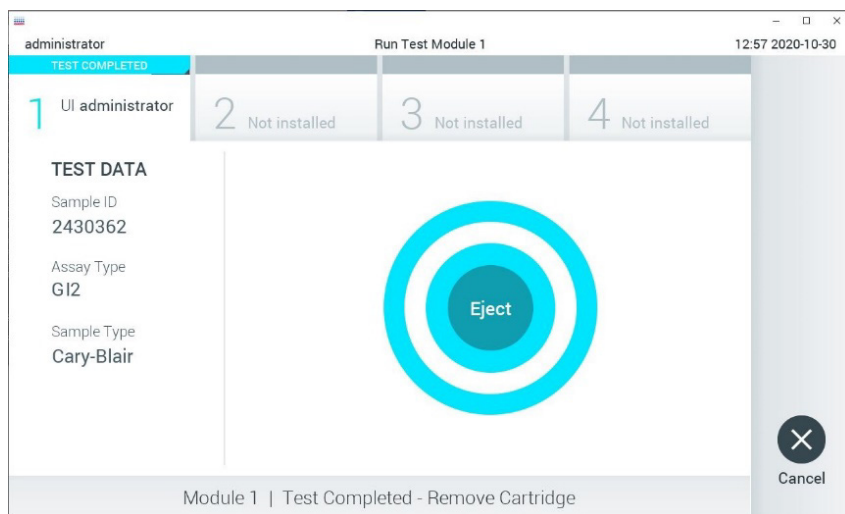 administrator Run Test Module 1 12:57 2020-10-30
TEST COMPLETED
1 UI administrator
2 Not installed
3 Not installed
4 Not installed
TEST DATA
Sample ID
2430362
Assay Type
GI2
Sample Type
Cary-Blair
Eject
Cancel
Module 1 | Test Completed - Remove Cartridge